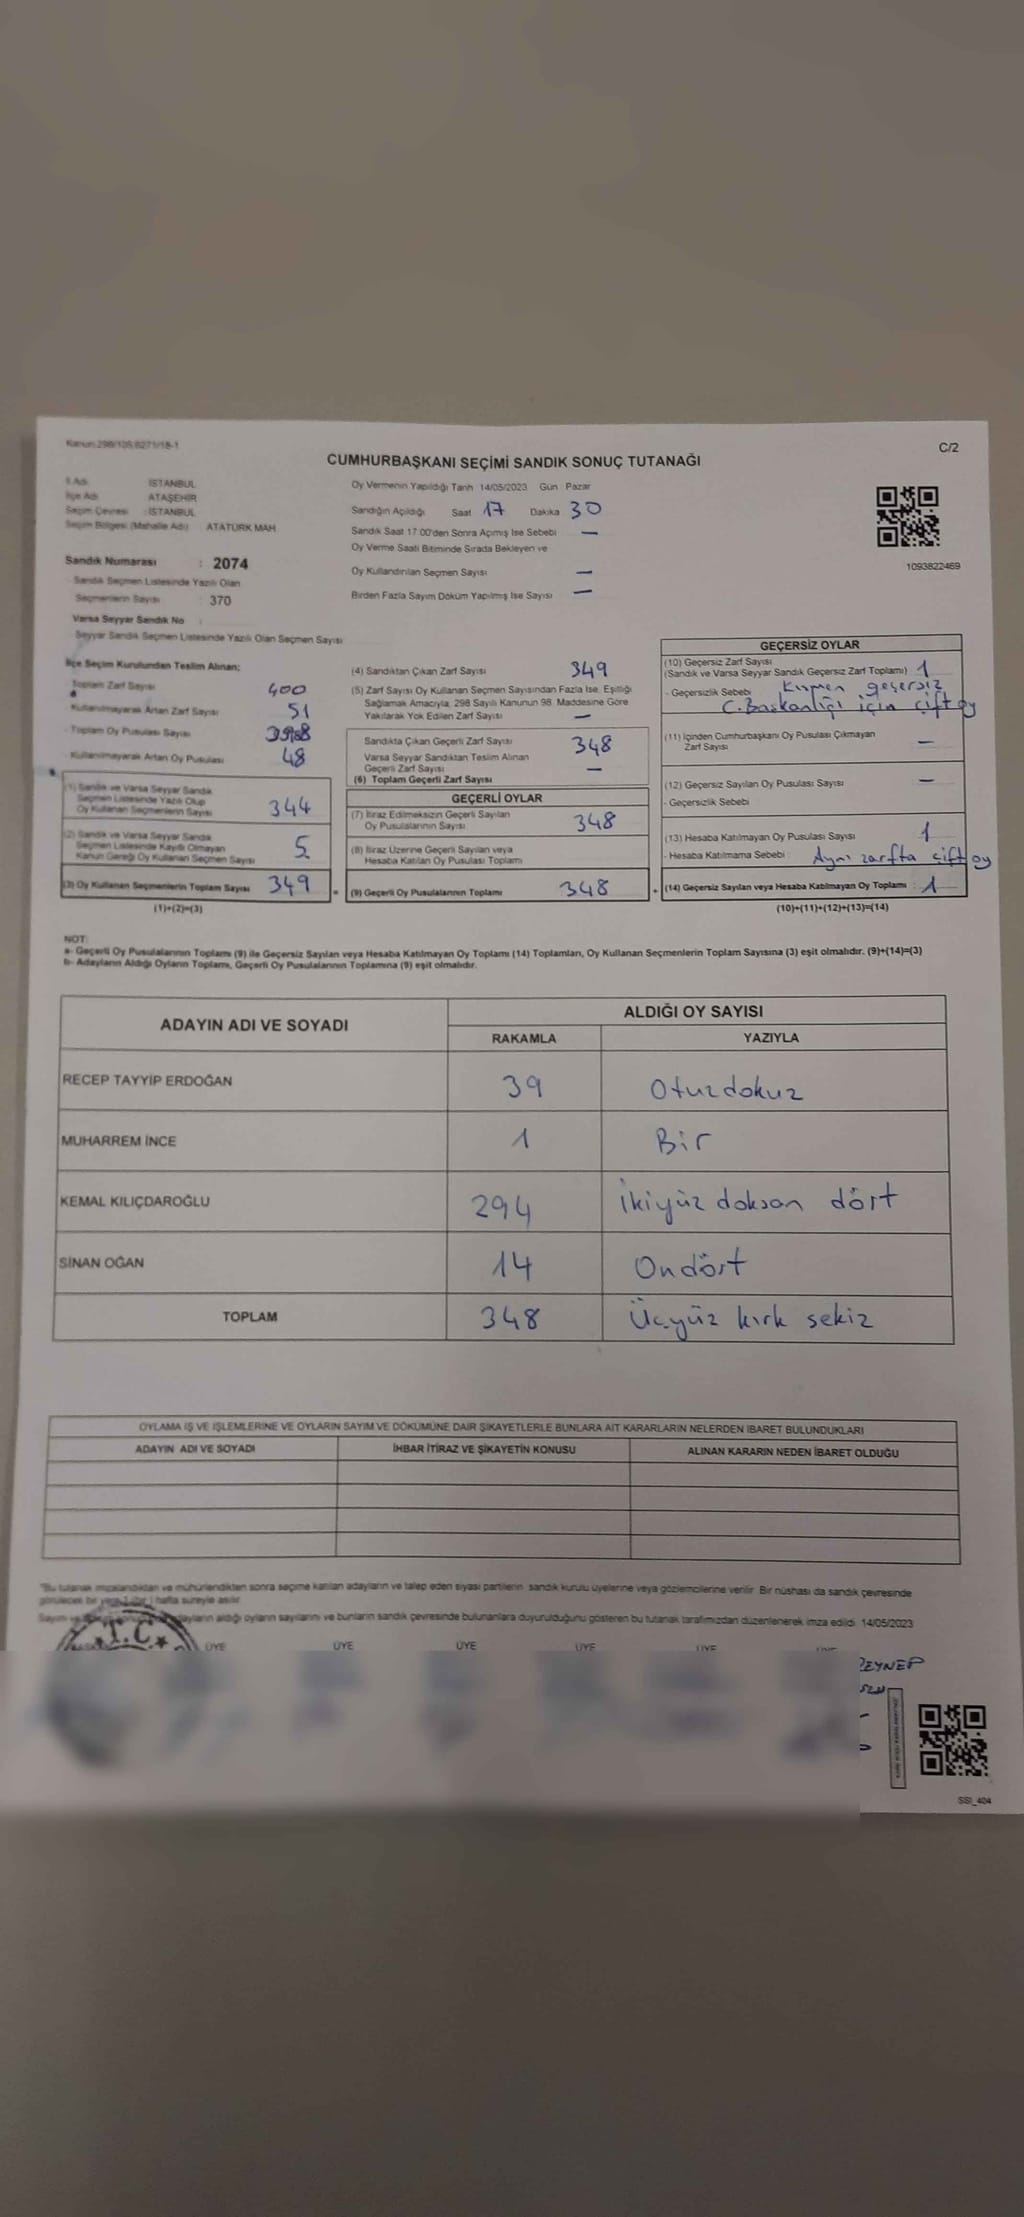 Kanun:298/105,6271/18-1
C/2
CUMHURBAŞKANI SEÇİMİ SANDIK SONUÇ TUTANAĞI
İl Adı : İSTANBUL
İlçe Adı : ATAŞEHİR
Seçim Çevresi : İSTANBUL
Seçim Bölgesi (Mahalle Adı) : ATATÜRK MAH.
Sandık Numarası : 2074
Sandık Seçmen Listesinde Yazılı Olan
Seçmenlerin Sayısı : 370
Varsa Seyyar Sandık No :
Seyyar Sandık Seçmen Listesinde Yazılı Olan Seçmen Sayısı
Oy Vermenin Yapıldığı Tarih 14/05/2023 Gün Pazar
Sandığın Açıldığı Saat 17 Dakika 30
Sandık Saat 17:00'den Sonra Açımış İse Sebebi —
Oy Verme Saati Bitiminde Sırada Bekleyen ve
Oy Kullandırılan Seçmen Sayısı —
Birden Fazla Sayım Döküm Yapılmış İse Sayısı —
1093822469
İlçe Seçim Kurulundan Teslim Alınan;
Toplam Zarf Sayısı 400
Kullanılmayarak Artan Zarf Sayısı 51
Toplam Oy Pusulası Sayısı
Kullanılmayarak Artan Oy Pusulası 48
(1) Sandık ve Varsa Seyyar Sandık
Seçmen Listesinde Yazılı Olup
Oy Kullanan Seçmenlerin Sayısı 344
(2) Sandık ve Varsa Seyyar Sandık
Seçmen Listesinde Kayıtlı Olmayan
Kanun Gereği Oy Kullanan Seçmen Sayısı 5
(3) Oy Kullanan Seçmenlerin Toplam Sayısı 349
(1)+(2)=(3)
(4) Sandıktan Çıkan Zarf Sayısı 349
(5) Zarf Sayısı Oy Kullanan Seçmen Sayısından Fazla İse, Eşitliği
Sağlamak Amacıyla, 298 Sayılı Kanunun 98. Maddesine Göre
Yakılarak Yok Edilen Zarf Sayısı —
Sandıkta Çıkan Geçerli Zarf Sayısı 348
Varsa Seyyar Sandıktan Teslim Alınan
Geçerli Zarf Sayısı —
(6) Toplam Geçerli Zarf Sayısı
GEÇERLİ OYLAR
(7) İtiraz Edilmeksizin Geçerli Sayılan
Oy Pusulalarının Sayısı 348
(8) İtiraz Üzerine Geçerli Sayılan veya
Hesaba Katılan Oy Pusulası Toplamı
= (9) Geçerli Oy Pusulalarının Toplamı 348
GEÇERSİZ OYLAR
(10) Geçersiz Zarf Sayısı
(Sandık ve Varsa Seyyar Sandık Geçersiz Zarf Toplamı) 1
- Geçersizlik Sebebi Kısmen geçersiz
C.Başkanlığı için çift oy
(11) İçinden Cumhurbaşkanı Oy Pusulası Çıkmayan
Zarf Sayısı —
(12) Geçersiz Sayılan Oy Pusulası Sayısı —
- Geçersizlik Sebebi
(13) Hesaba Katılmayan Oy Pusulası Sayısı 1
- Hesaba Katılmama Sebebi : Aynı zarfta çift oy
+ (14) Geçersiz Sayılan veya Hesaba Katılmayan Oy Toplamı : 1
(10)+(11)+(12)+(13)=(14)
NOT:
a- Geçerli Oy Pusulalarının Toplamı (9) ile Geçersiz Sayılan veya Hesaba Katılmayan Oy Toplamı (14) Toplamları, Oy Kullanan Seçmenlerin Toplam Sayısına (3) eşit olmalıdır. (9)+(14)=(3)
b- Adayların Aldığı Oyların Toplamı, Geçerli Oy Pusulalarının Toplamına (9) eşit olmalıdır.
ADAYIN ADI VE SOYADI
ALDIĞI OY SAYISI
RAKAMLA YAZIYLA
RECEP TAYYİP ERDOĞAN 39 Otuzdokuz
MUHARREM İNCE 1 Bir
KEMAL KILIÇDAROĞLU 294 İkiyüz doksan dört
SİNAN OĞAN 14 Ondört
TOPLAM 348 Üçyüz kırk sekiz
OYLAMA İŞ VE İŞLEMLERİNE VE OYLARIN SAYIM VE DÖKÜMÜNE DAİR ŞİKAYETLERLE BUNLARA AİT KARARLARIN NELERDEN İBARET BULUNDUKLARI
ADAYIN ADI VE SOYADI İHBAR İTİRAZ VE ŞİKAYETİN KONUSU ALINAN KARARIN NEDEN İBARET OLDUĞU
"Bu tutanak imzalandıktan ve mühürlendikten sonra seçime katılan adayların ve talep eden siyasi partilerin sandık kurulu üyelerine veya gözlemcilerine verilir. Bir nüshası da sandık çevresinde
görülecek bir yere 1 (bir) hafta süreyle asılır.
adayların aldığı oyların sayılarını ve bunların sandık çevresinde bulunanlara duyurulduğunu gösteren bu tutanak tarafımızdan düzenlenerek imza edildi. 14/05/2023
T.C.
ÜYE ÜYE ÜYE ÜYE ÜYE
ZEYNEP
SSI_404